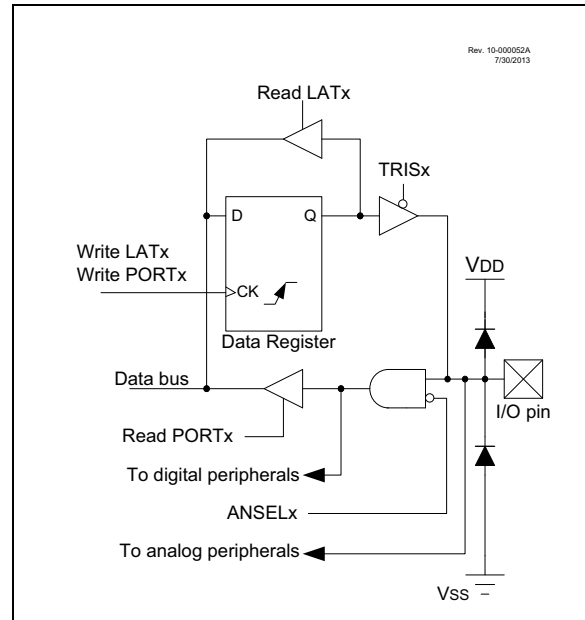 Rev. 10-000052A
7/30/2013
Read LATx
TRISx
D
Q
Write LATx
Write PORTx
CK
VDD
Data Register
Data bus
I/O pin
Read PORTx
To digital peripherals
ANSELx
To analog peripherals
VSS